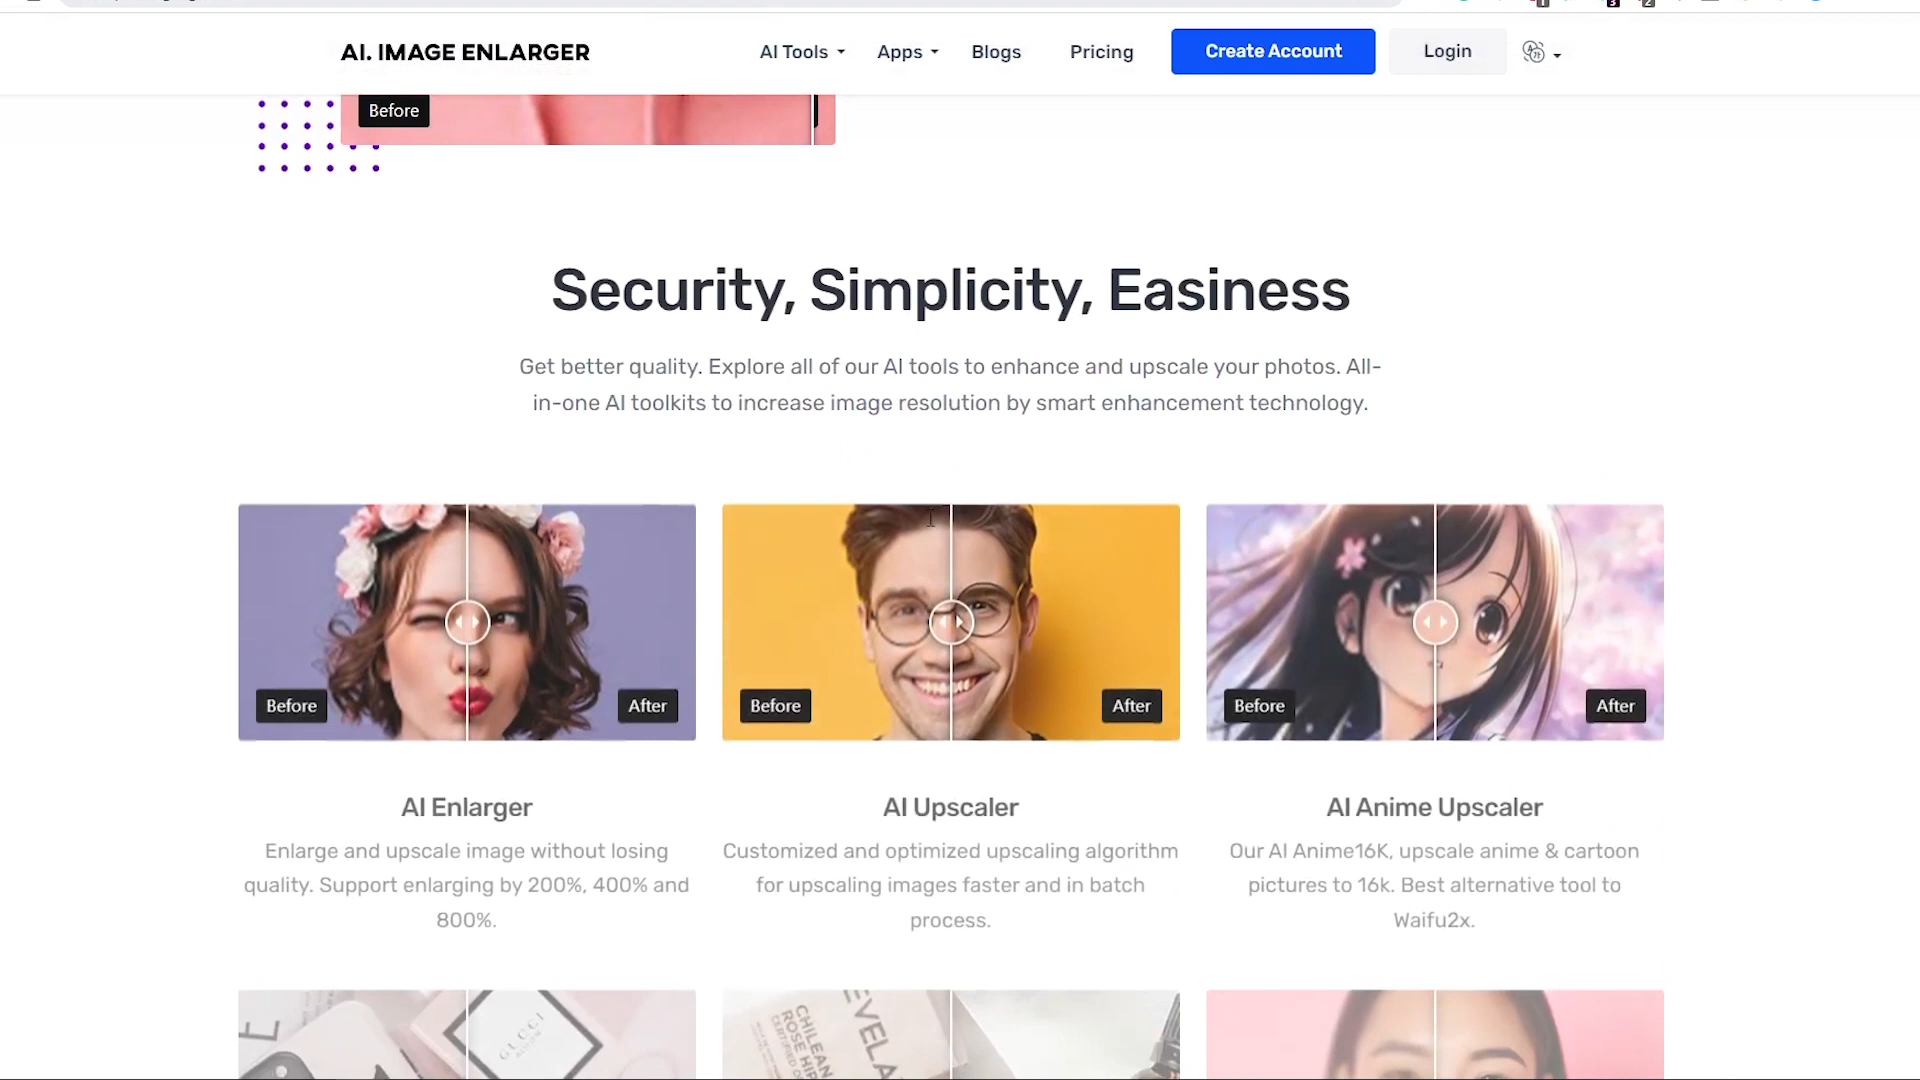 AI. IMAGE ENLARGER
AI Tools
Apps
Blogs
Pricing
Create Account
Login
Before
Security, Simplicity, Easiness
Get better quality. Explore all of our AI tools to enhance and upscale your photos. All-
in-one AI toolkits to increase image resolution by smart enhancement technology.
Before
After
Before
After
Before
After
AI Enlarger
Enlarge and upscale image without losing
quality. Support enlarging by 200%, 400% and
800%.
AI Upscaler
Customized and optimized upscaling algorithm
for upscaling images faster and in batch
process.
AI Anime Upscaler
Our AI Anime16K, upscale anime & cartoon
pictures to 16k. Best alternative tool to
Waifu2x.
GUCCI
CHILEAN
ROSE HIP
EVELA